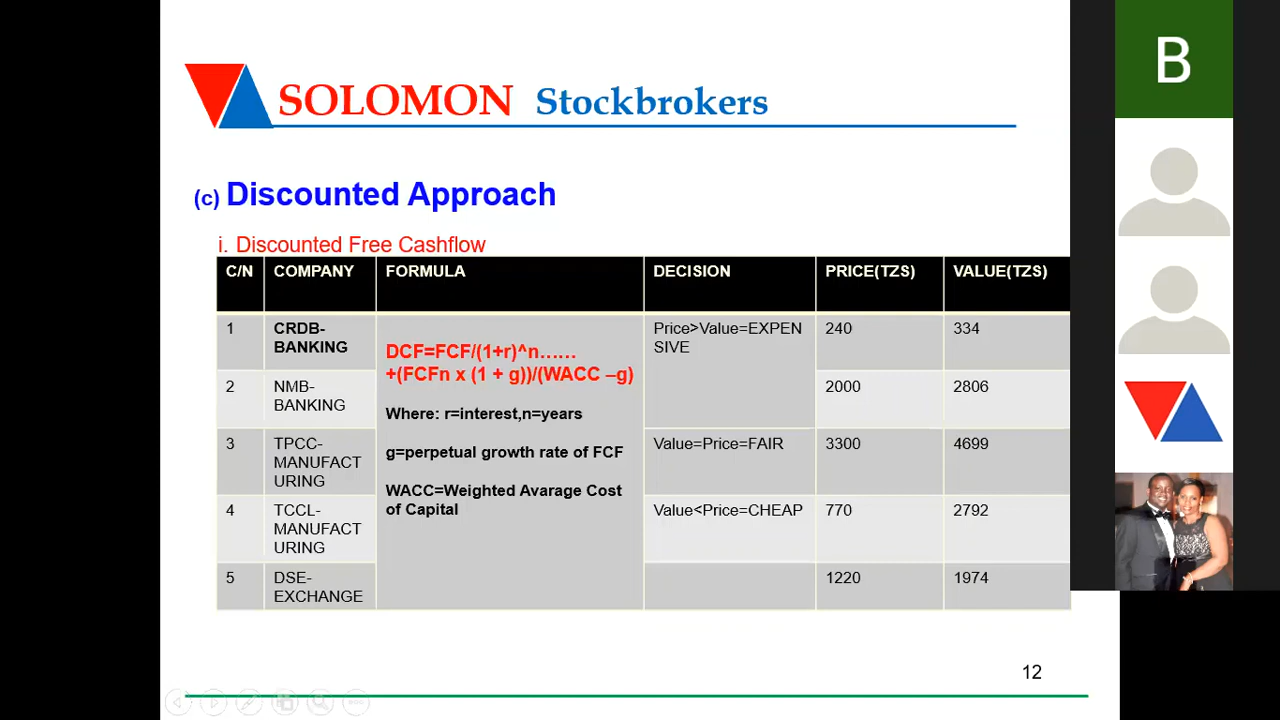 B
SOLOMON Stockbrokers
(c) Discounted Approach
i. Discounted Free Cashflow
C/N COMPANY FORMULA DECISION PRICE(TZS) VALUE(TZS)
1 CRDB- Price>Value=EXPEN 240 334
BANKING SIVE
DCF=FCF/(1+r)^n……
+(FCFn x (1 + g))/(WACC –g)
2 NMB- 2000 2806
BANKING
Where: r=interest,n=years
3 TPCC- Value=Price=FAIR 3300 4699
MANUFACT
URING
g=perpetual growth rate of FCF
WACC=Weighted Avarage Cost
of Capital
4 TCCL- Value<Price=CHEAP 770 2792
MANUFACT
URING
5 DSE- 1220 1974
EXCHANGE
12